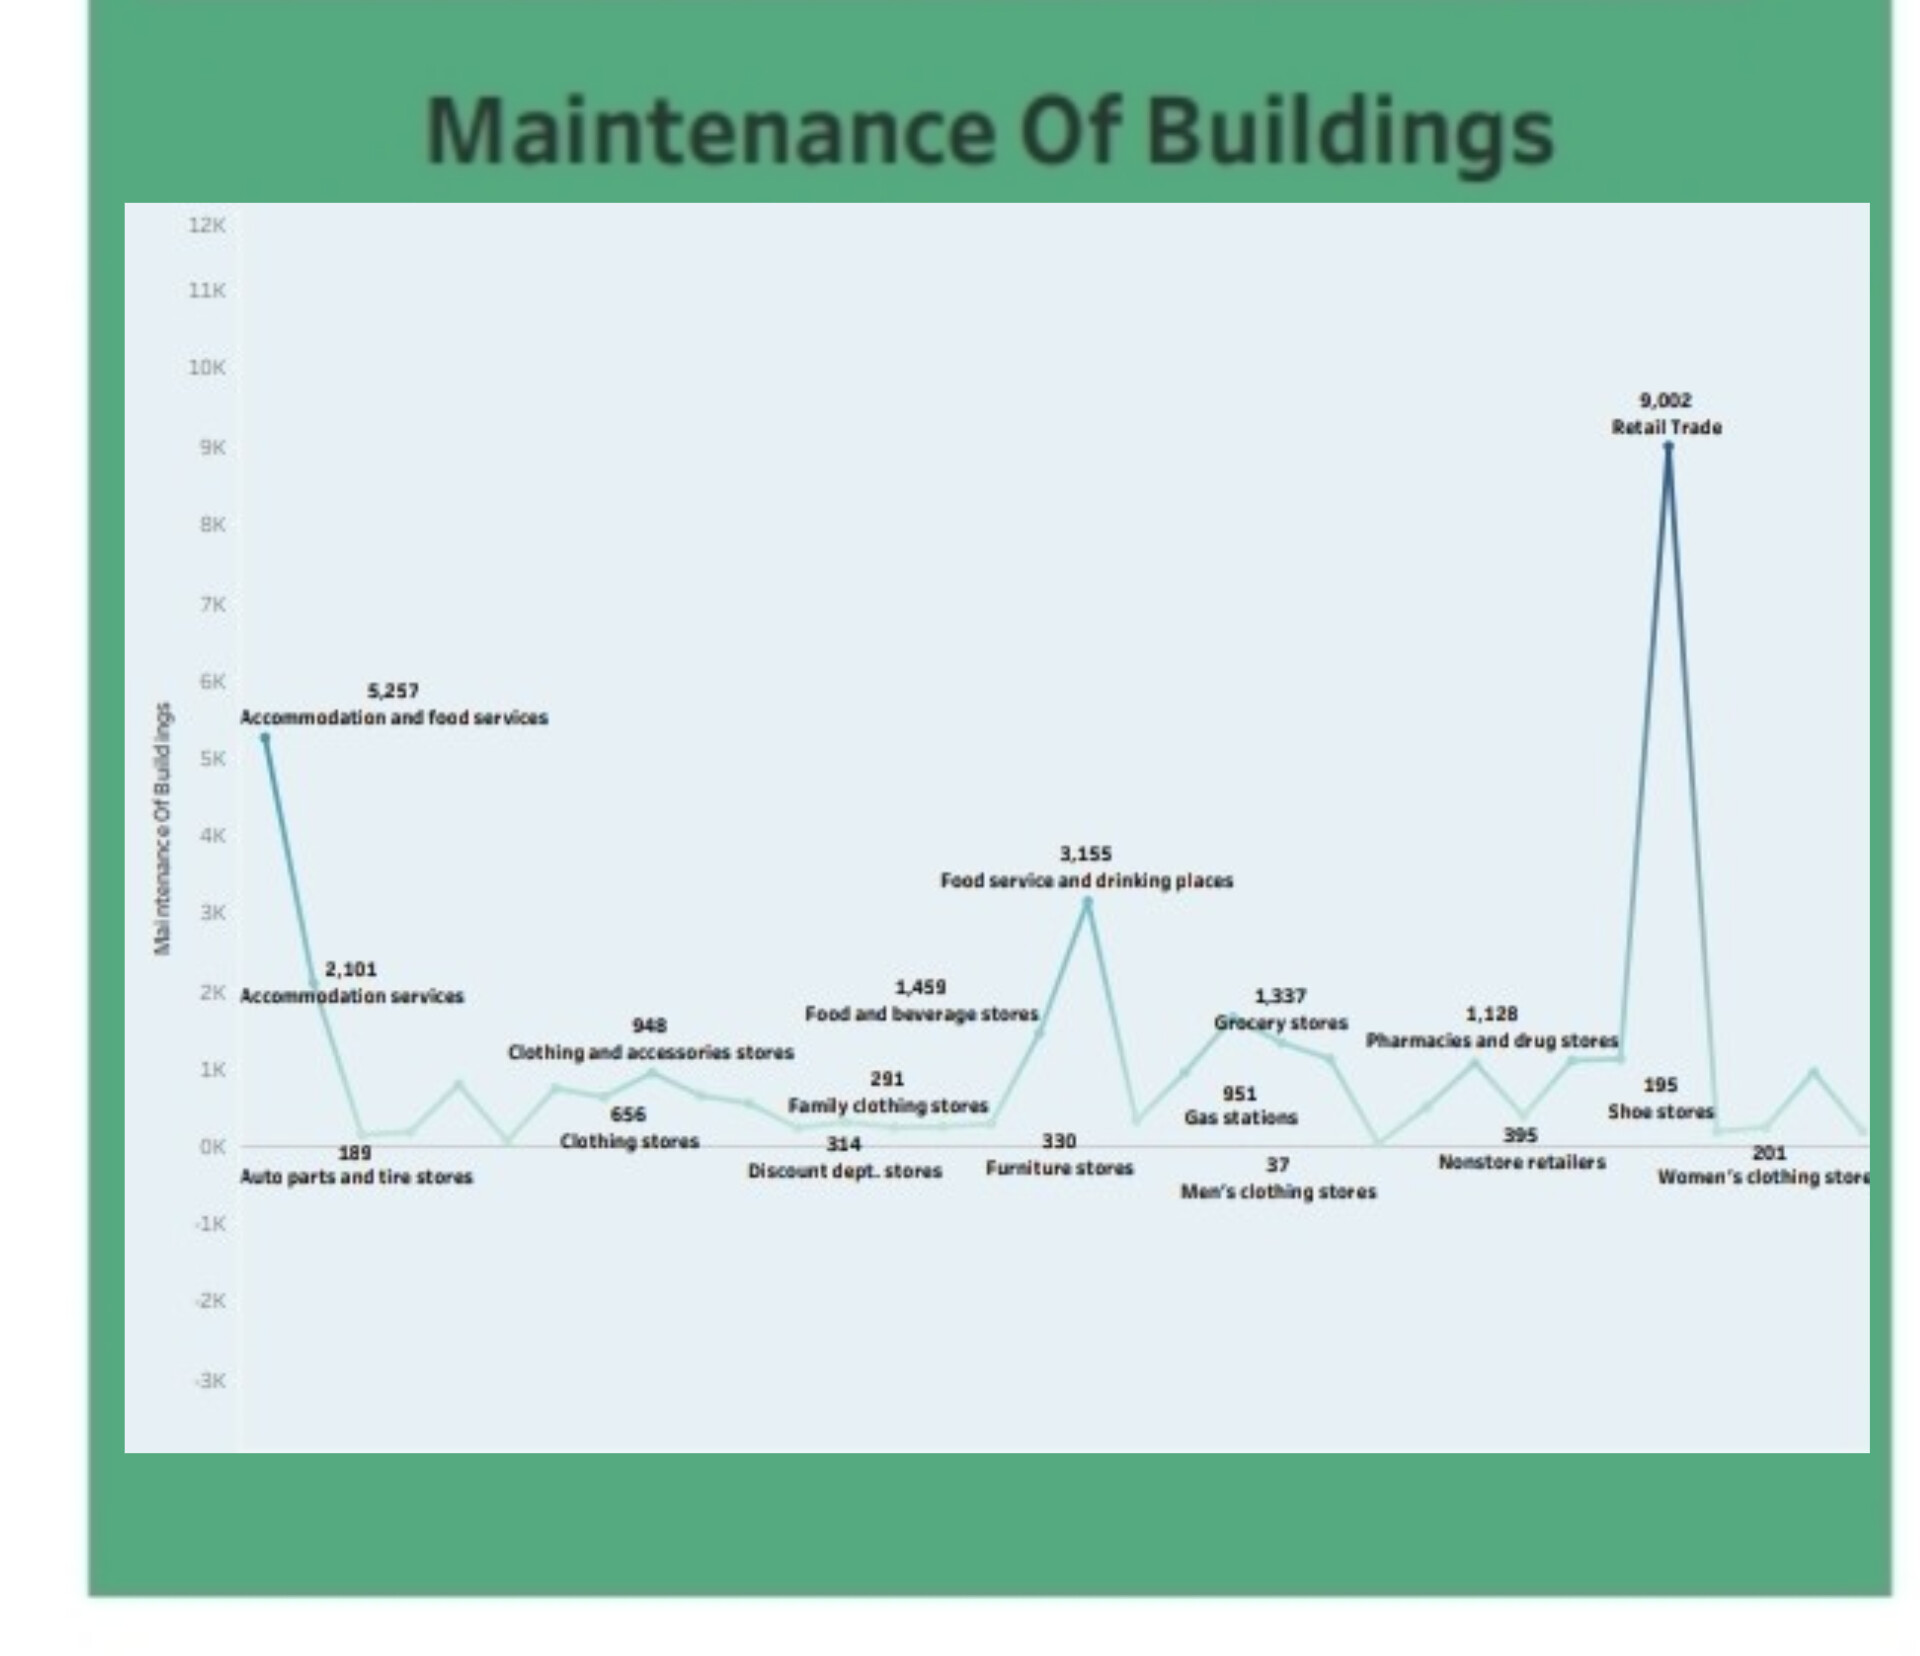 Maintenance Of Buildings
12K
11K
10K
9K
8K
7K
6K
5K
4K
3K
2K
1K
0K
-1K
-2K
-3K
Maintenance Of Buildings
5,257
Accommodation and food services
2,101
Accommodation services
189
Auto parts and tire stores
948
Clothing and accessories stores
656
Clothing stores
291
Family clothing stores
314
Discount dept. stores
1,459
Food and beverage stores
3,155
Food service and drinking places
330
Furniture stores
951
Gas stations
1,337
Grocery stores
37
Men's clothing stores
1,128
Pharmacies and drug stores
395
Nonstore retailers
9,002
Retail Trade
195
Shoe stores
201
Women's clothing store